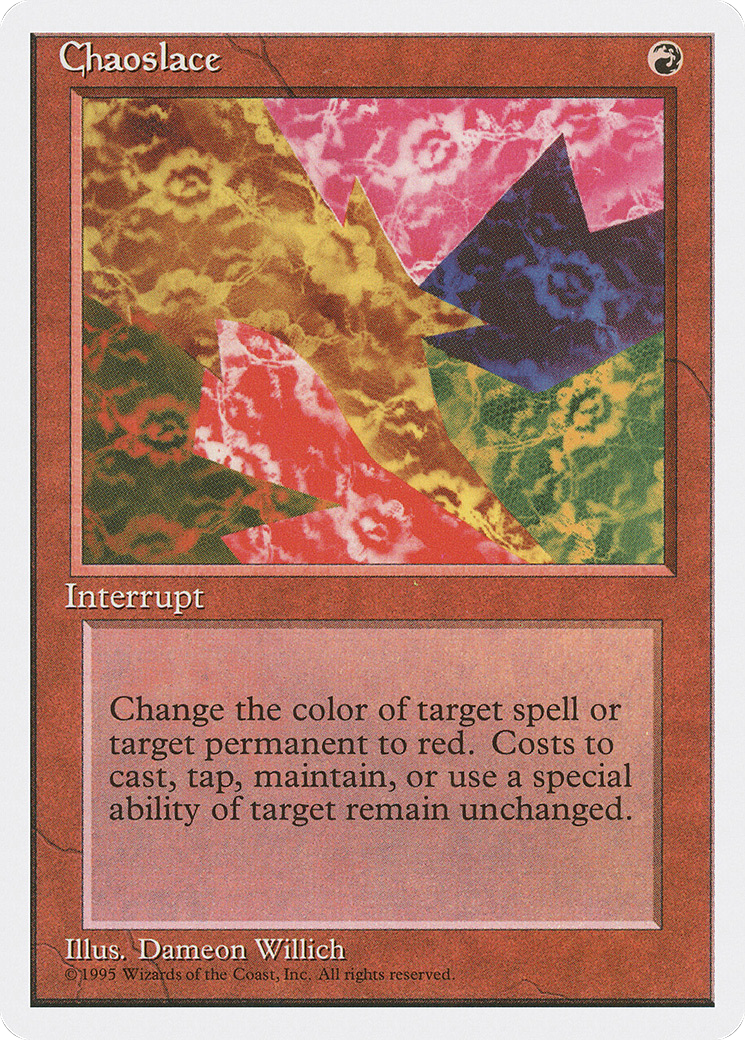 Chaoslace
Interrupt
Change the color of target spell or
target permanent to red. Costs to
cast, tap, maintain, or use a special
ability of target remain unchanged.
Illus. Dameon Willich
©1995 Wizards of the Coast, Inc. All rights reserved.